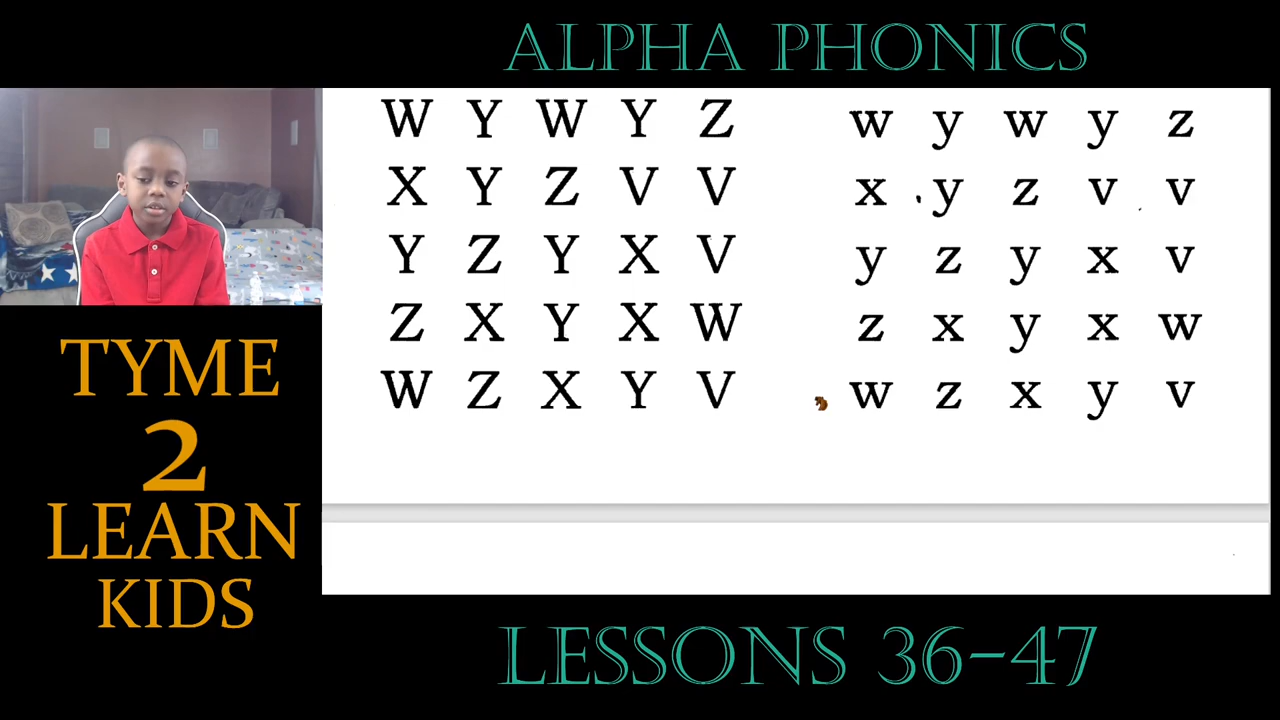 ALPHA PHONICS
W Y W Y Z w y w y z
X Y Z V V x y z v v
Y Z Y X V y z y x v
Z X Y X W z x y x w
W Z X Y V w z x y v
TYME
2
LEARN
KIDS
LESSONS 36-47